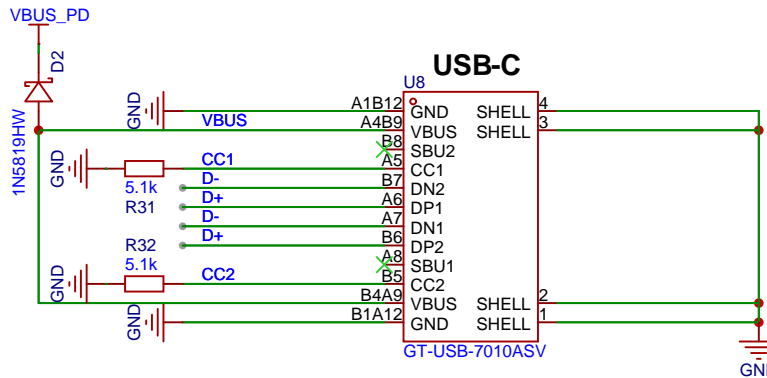 VBUS_PD
D2
1N5819HW
USB-C
U8
GND
A1B12
GND
SHELL
4
VBUS
A4B9
VBUS
SHELL
3
B8
SBU2
GND
CC1
A5
CC1
5.1k
R31
D-
B7
DN2
D+
A6
DP1
D-
A7
DN1
D+
B6
DP2
R32
5.1k
A8
SBU1
GND
CC2
B5
CC2
B4A9
VBUS
SHELL
2
GND
B1A12
GND
SHELL
1
GT-USB-7010ASV
GND